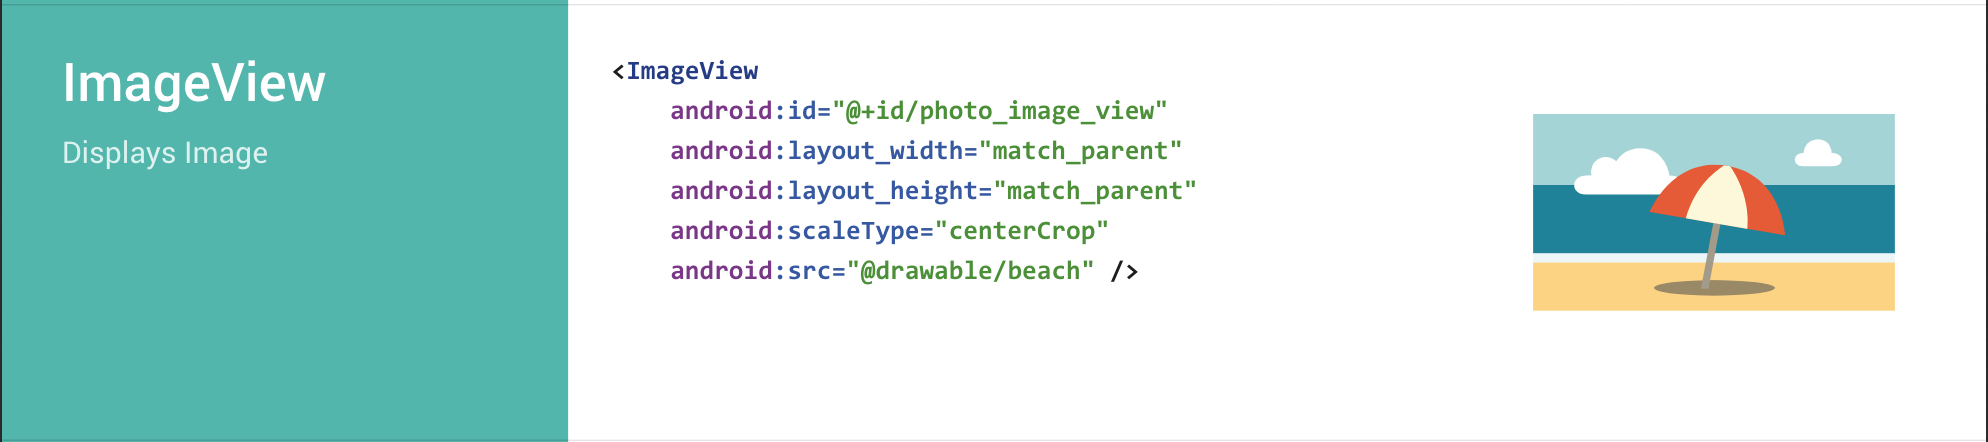 ImageView
Displays Image
<ImageView
    android:id="@+id/photo_image_view"
    android:layout_width="match_parent"
    android:layout_height="match_parent"
    android:scaleType="centerCrop"
    android:src="@drawable/beach" />